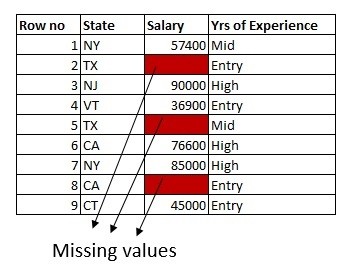 Row no State Salary Yrs of Experience
1 NY 57400 Mid
2 TX Entry
3 NJ 90000 High
4 VT 36900 Entry
5 TX Mid
6 CA 76600 High
7 NY 85000 High
8 CA Entry
9 CT 45000 Entry
Missing values